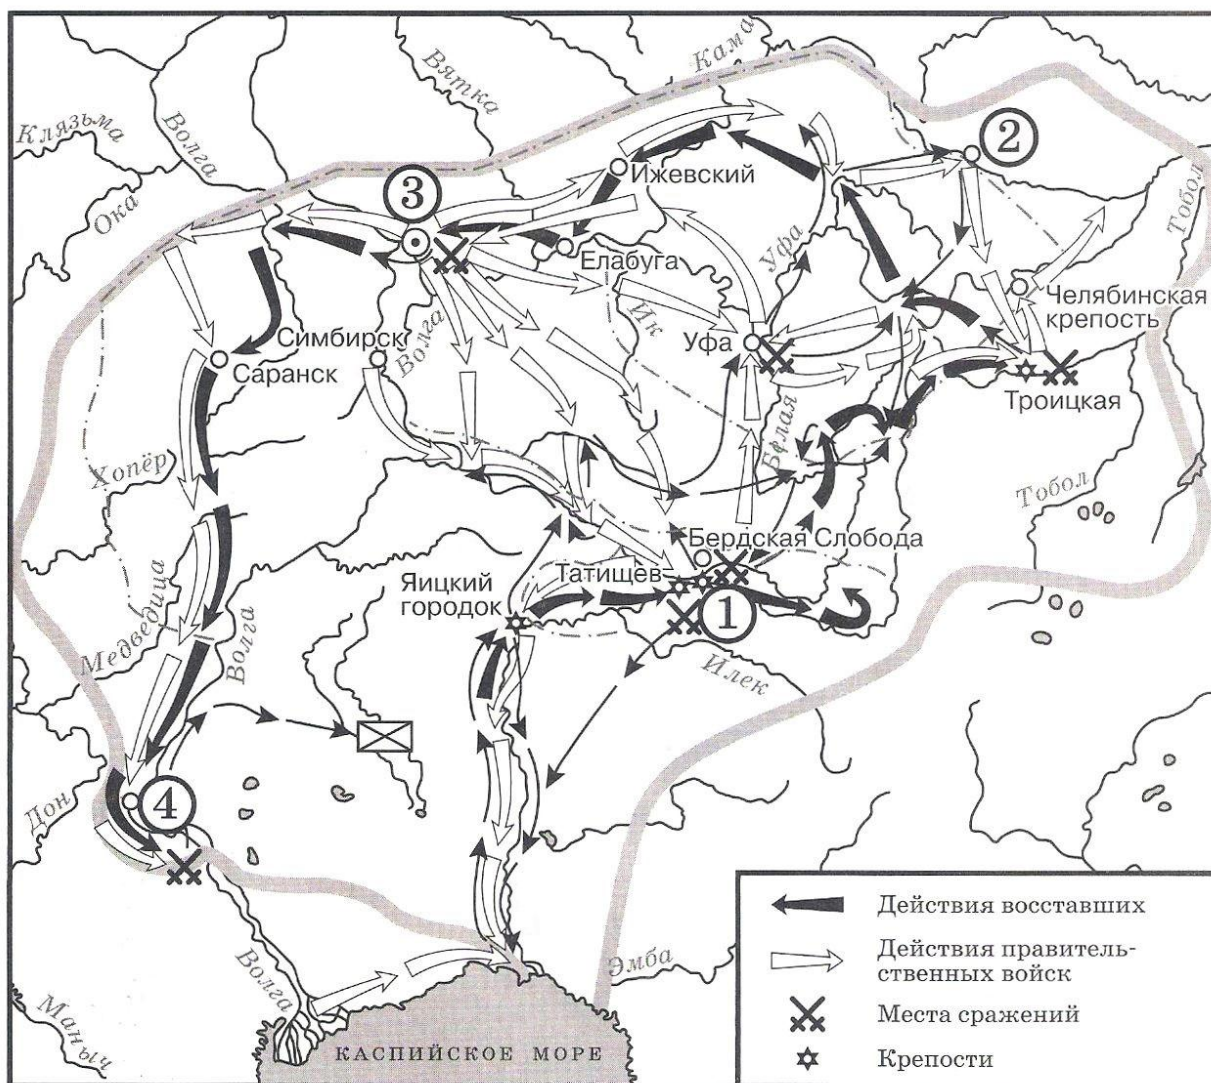 Клязьма
Волга
Вятка
Кама
Ока
3
Ижевский
2
Тобол
Елабуга
Уфа
Ик
Челябинская
крепость
Симбирск
Волга
Уфа
Саранск
Троицкая
Белая
Хопёр
Тобол
Бердская Слобода
Татищев
Яицкий
городок
1
Медведица
Волга
Илек
Дон
4
Волга
Эмба
Маныч
КАСПИЙСКОЕ МОРЕ
Действия восставших
Действия правитель-
ственных войск
Места сражений
Крепости